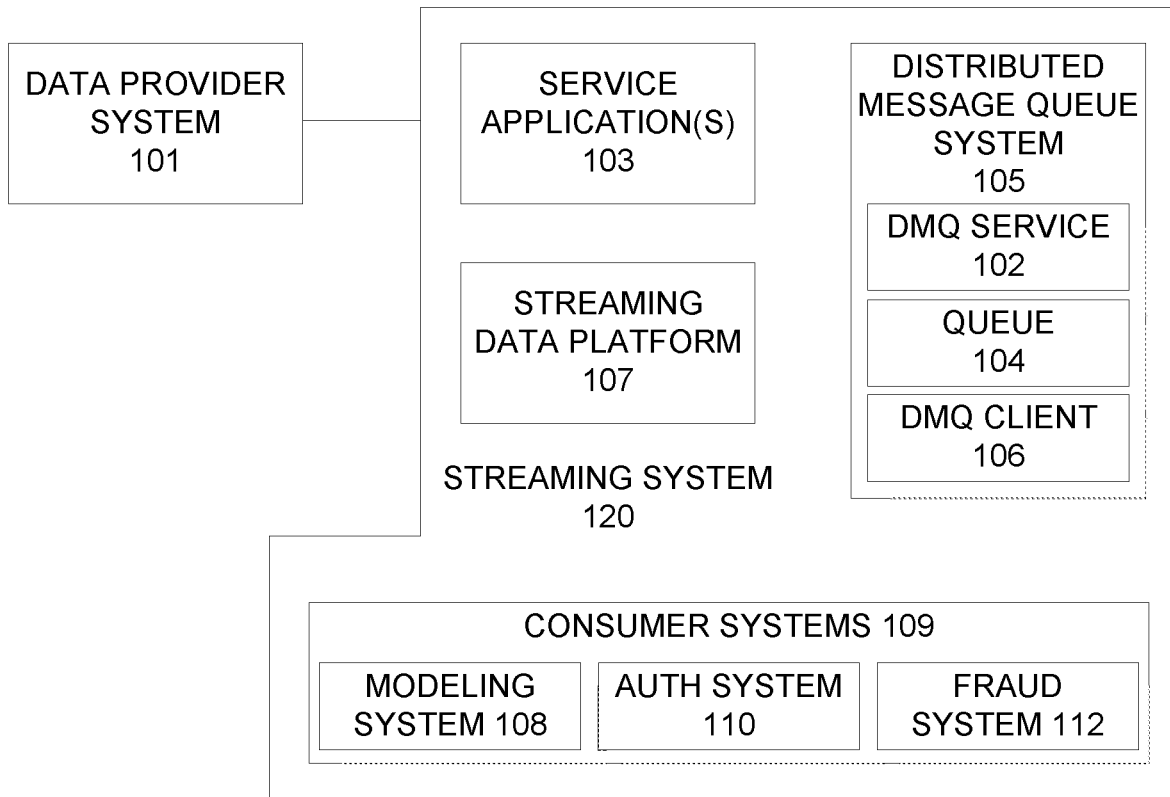 DATA PROVIDER
SYSTEM
101
SERVICE
APPLICATION(S)
103
DISTRIBUTED
MESSAGE QUEUE
SYSTEM
105
DMQ SERVICE
102
QUEUE
104
DMQ CLIENT
106
STREAMING
DATA PLATFORM
107
STREAMING SYSTEM
120
CONSUMER SYSTEMS 109
MODELING
SYSTEM 108
AUTH SYSTEM
110
FRAUD
SYSTEM 112